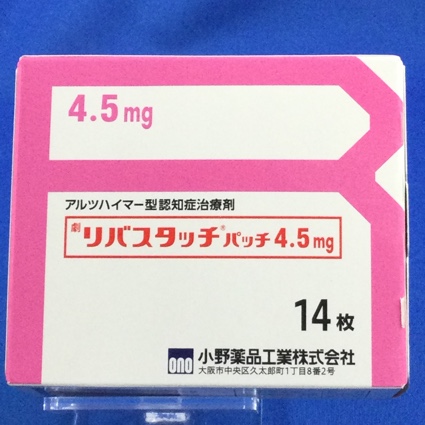 4.5mg
アルツハイマー型認知症治療剤
劇 リバスタッチ® パッチ 4.5mg
14枚
ono 小野薬品工業株式会社
大阪市中央区久太郎町1丁目8番2号